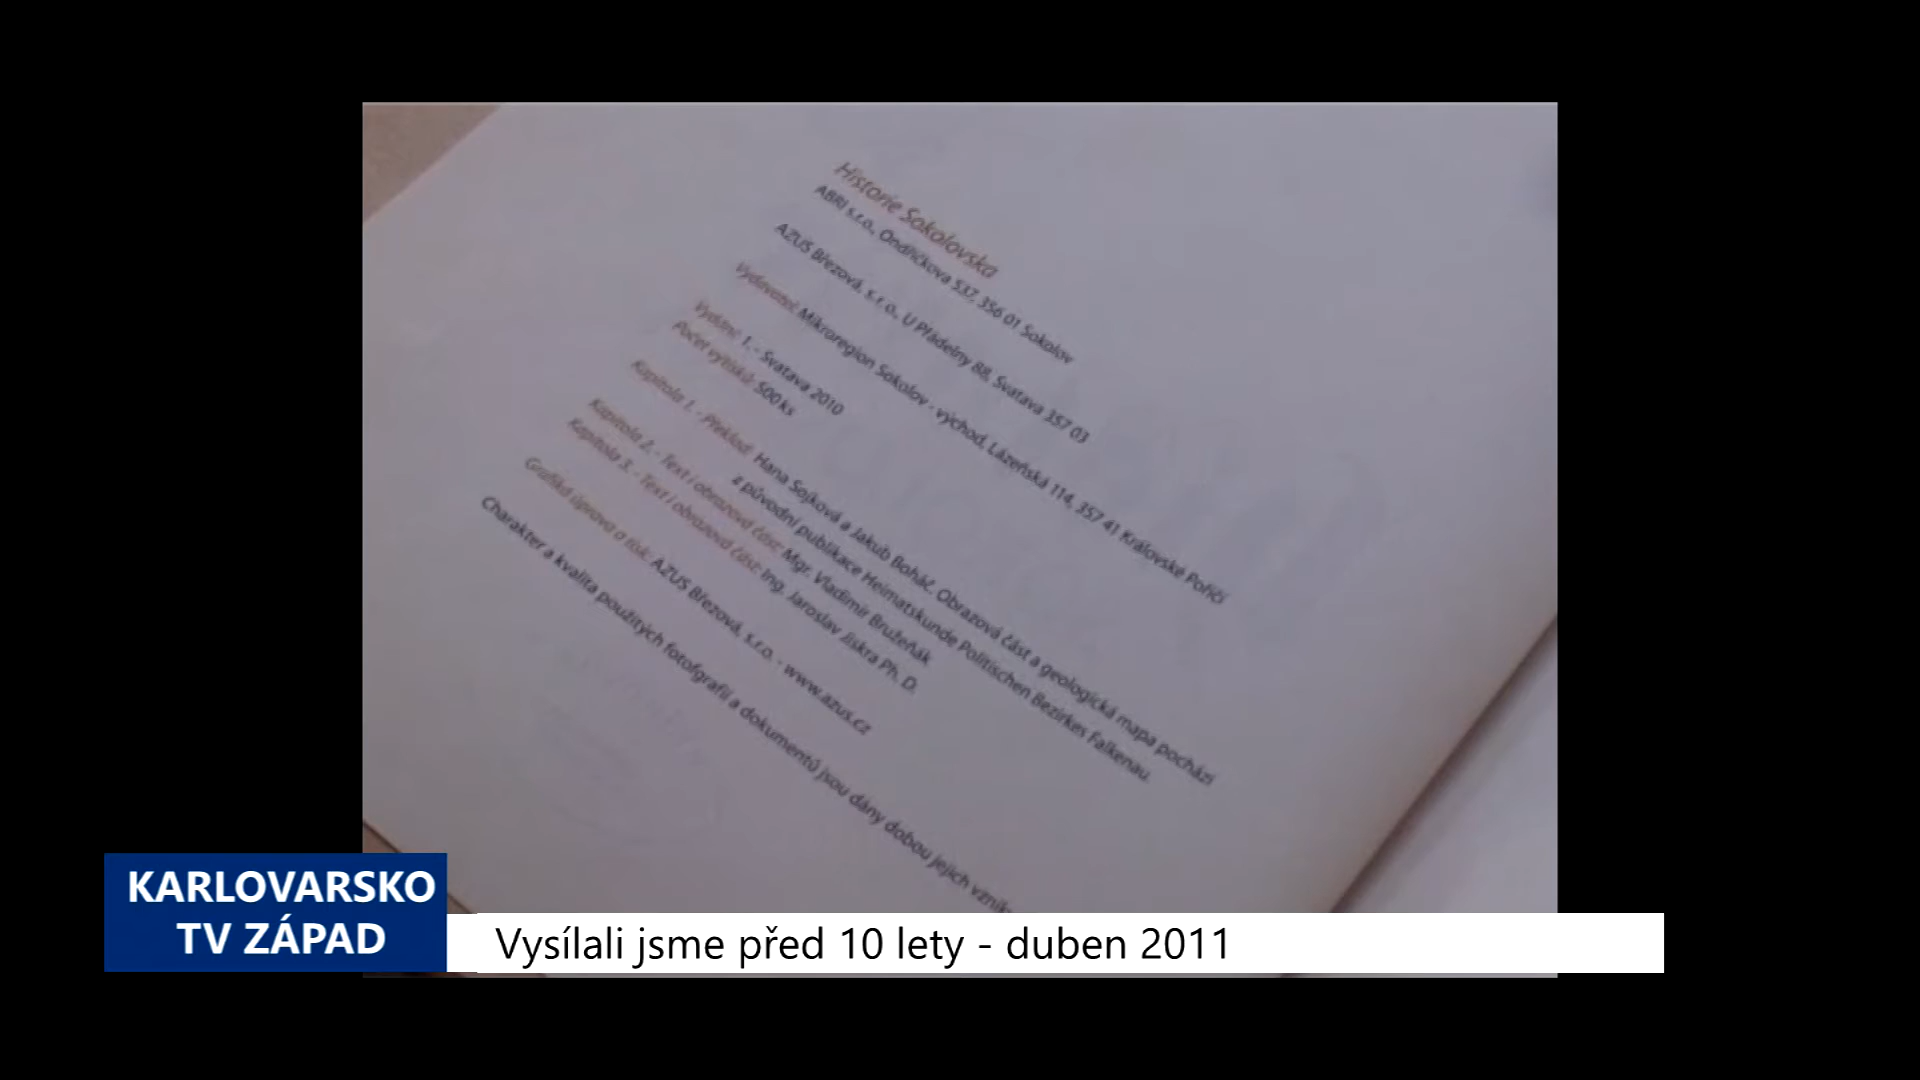 Historie Sokolovska
ABRI s.r.o., Ondříčkova 537, 356 01 Sokolov
AZUS Březová, s.r.o., U Přádelny 88, Svatava 357 03
Vydavatel: Mikroregion Sokolov - východ, Lázeňská 114, 357 41 Královské Poříčí
Vydání: 1. - Svatava 2010
Počet výtisků: 500 ks
Kapitola 1. - Překlad: Hana Sojková a Jakub Boháč. Obrazová část a geologická mapa pochází
z původní publikace Heimatskunde Politischen Bezirkes Falkenau.
Kapitola 2. - Text i obrazová část: Mgr. Vladimír Bružeňák
Kapitola 3. - Text i obrazová část: Ing. Jaroslav Jiskra Ph. D.
Grafická úprava a tisk: AZUS Březová, s.r.o. - www.azus.cz
Charakter a kvalita použitých fotofgrafií a dokumentů jsou dány dobou jejich
KARLOVARSKO
TV ZÁPAD
Vysílali jsme před 10 lety - duben 2011